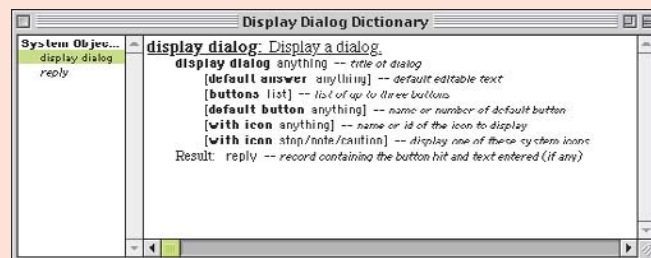 Display Dialog Dictionary
System Objec...
display dialog
reply
display dialog: Display a dialog.
display dialog anything -- title of dialog
[default answer anything] -- default editable text
[buttons list] -- list of up to three buttons
[default button anything] -- name or number of default button
[with icon anything] -- name or id of the icon to display
[with icon stop/note/caution] -- display one of these system icons
Result: reply -- record containing the button hit and text entered (if any)